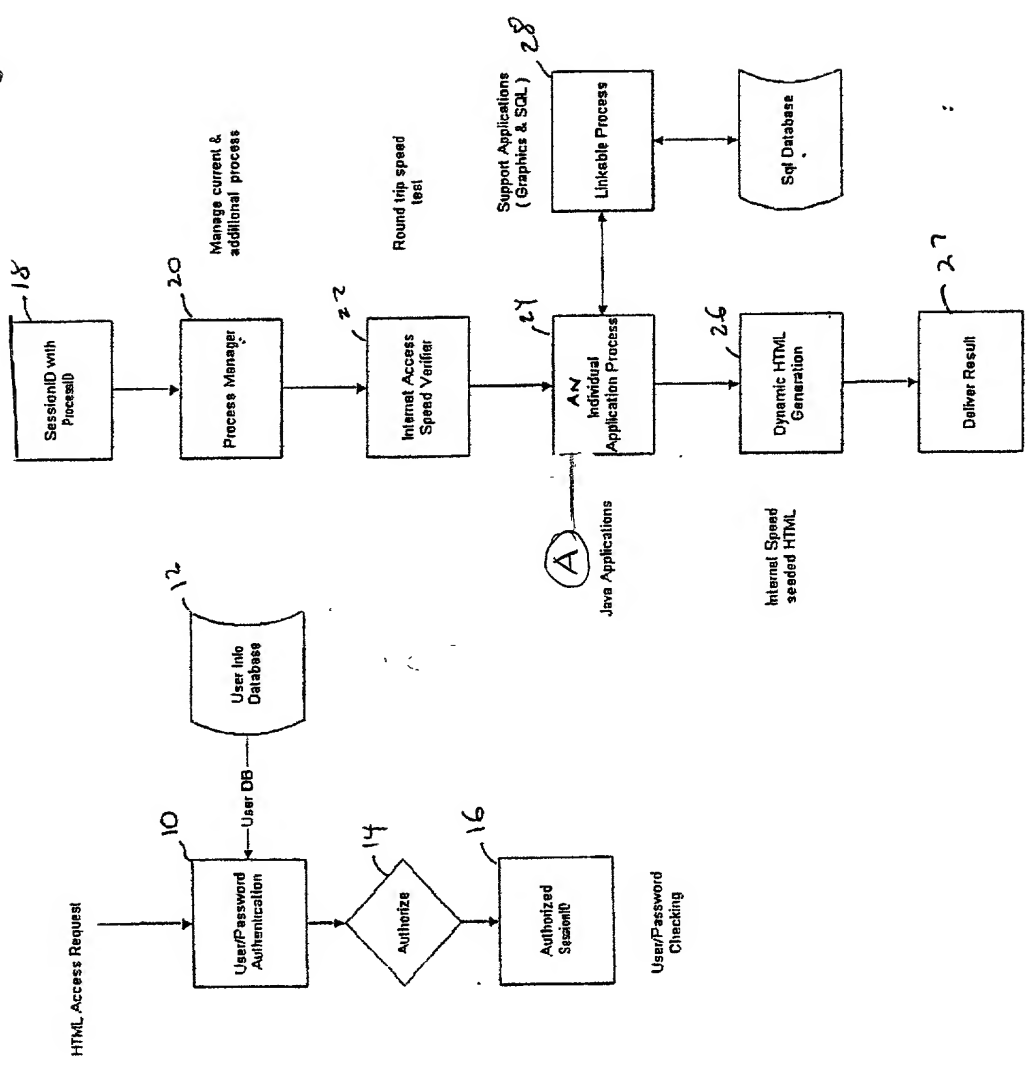 HTML Access Request
10
User/Password
Authentication
User DB
12
User Info
Database
14
Authorize
16
Authorized
SessionID
User/Password
Checking
18
SessionID with
ProcessID
20
Process Manager
Manage current &
additional process
22
Internet Access
Speed Verifier
Round trip speed
test
A
Java Applications
24
AN
Individual
Application Process
Support Applications
( Graphics & SQL )
28
Linkable Process
Sql Database
Internet Speed
seeded HTML
26
Dynamic HTML
Generation
27
Deliver Result